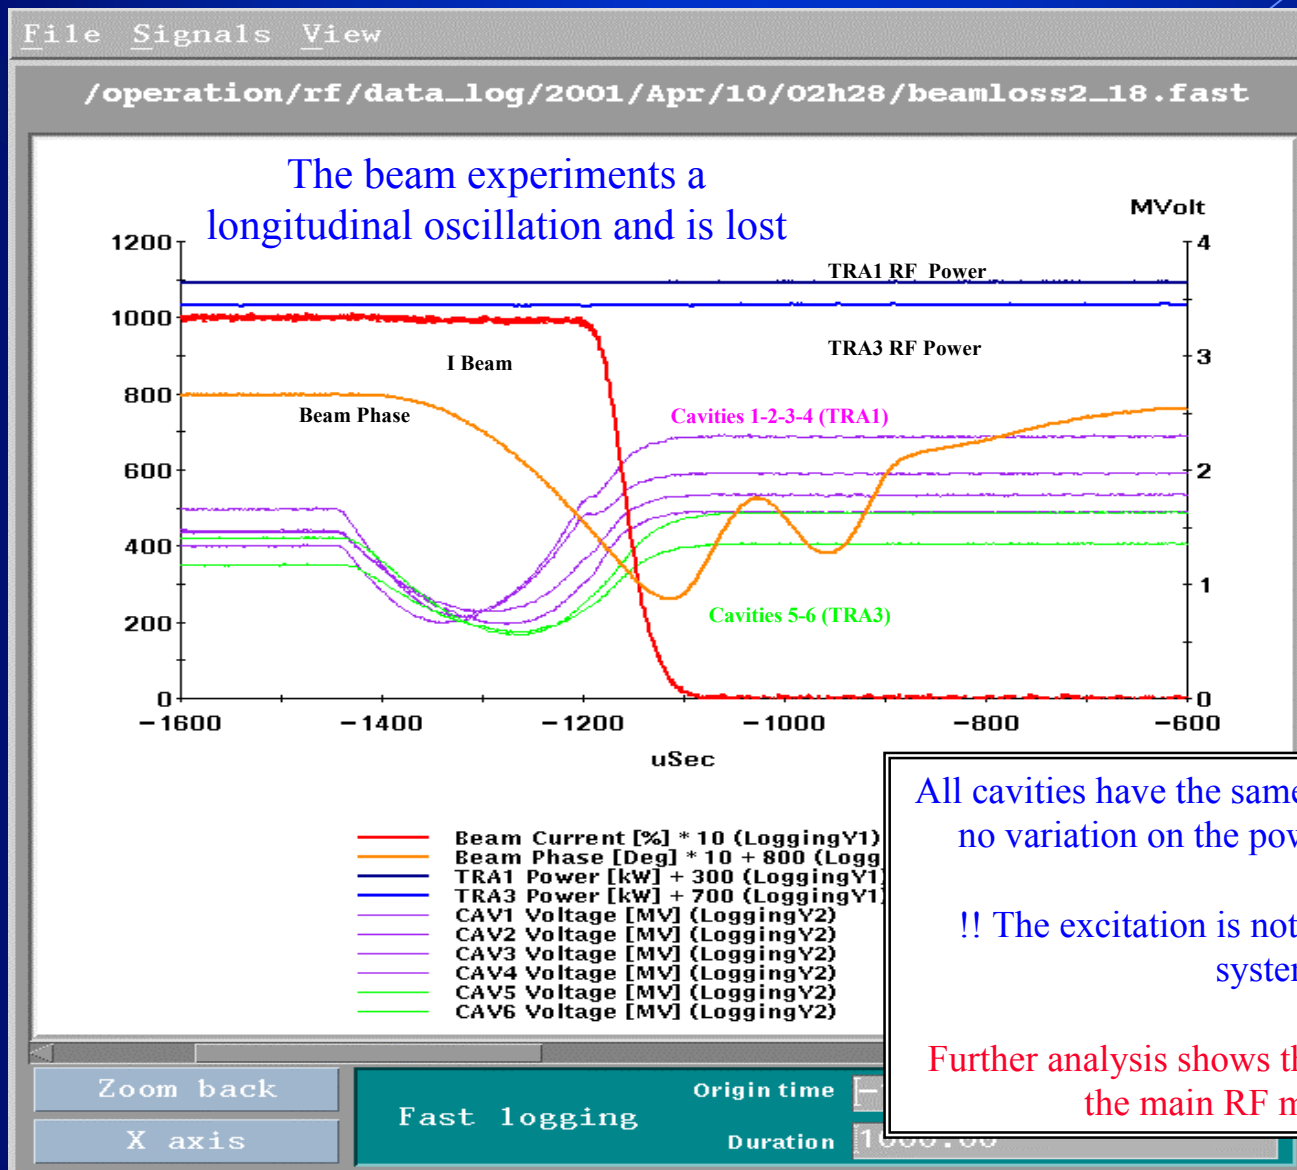 File Signals View
/operation/rf/data_log/2001/Apr/10/02h28/beamloss2_18.fast
The beam experiments a
longitudinal oscillation and is lost
MVolt
1200
1000
800
600
400
200
0
4
3
2
1
0
TRA1 RF Power
TRA3 RF Power
I Beam
Beam Phase
Cavities 1-2-3-4 (TRA1)
Cavities 5-6 (TRA3)
-1600 -1400 -1200 -1000 -800 -600
uSec
Beam Current [%] * 10 (LoggingY1)
Beam Phase [Deg] * 10 + 800 (Logg
TRA1 Power [kW] + 300 (LoggingY1)
TRA3 Power [kW] + 700 (LoggingY1)
CAV1 Voltage [MV] (LoggingY2)
CAV2 Voltage [MV] (LoggingY2)
CAV3 Voltage [MV] (LoggingY2)
CAV4 Voltage [MV] (LoggingY2)
CAV5 Voltage [MV] (LoggingY2)
CAV6 Voltage [MV] (LoggingY2)
All cavities have the same
no variation on the pow
!! The excitation is not
system
Further analysis shows th
the main RF m
Zoom back
X axis
Fast logging
Origin time
Duration 1000.00